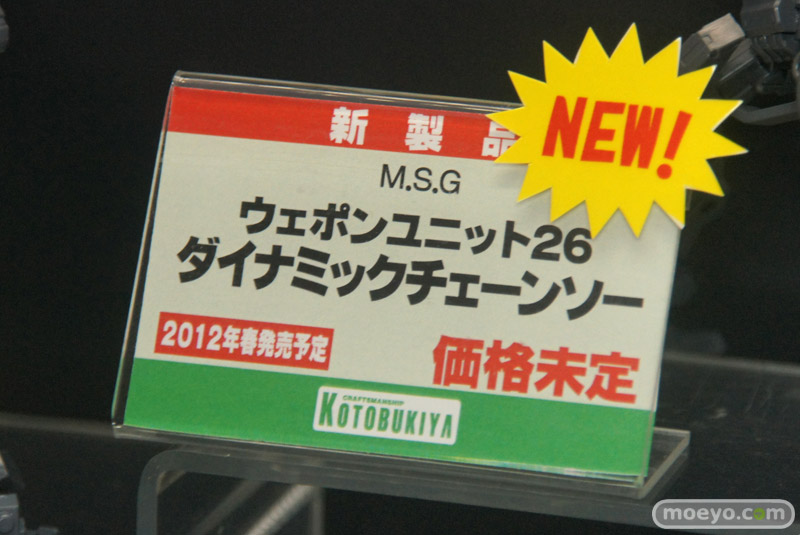 新製品
NEW!
M.S.G
ウェポンユニット26
ダイナミックチェーンソー
2012年春発売予定
価格未定
CRAFTSMANSHIP
KOTOBUKIYA
moeyo.com